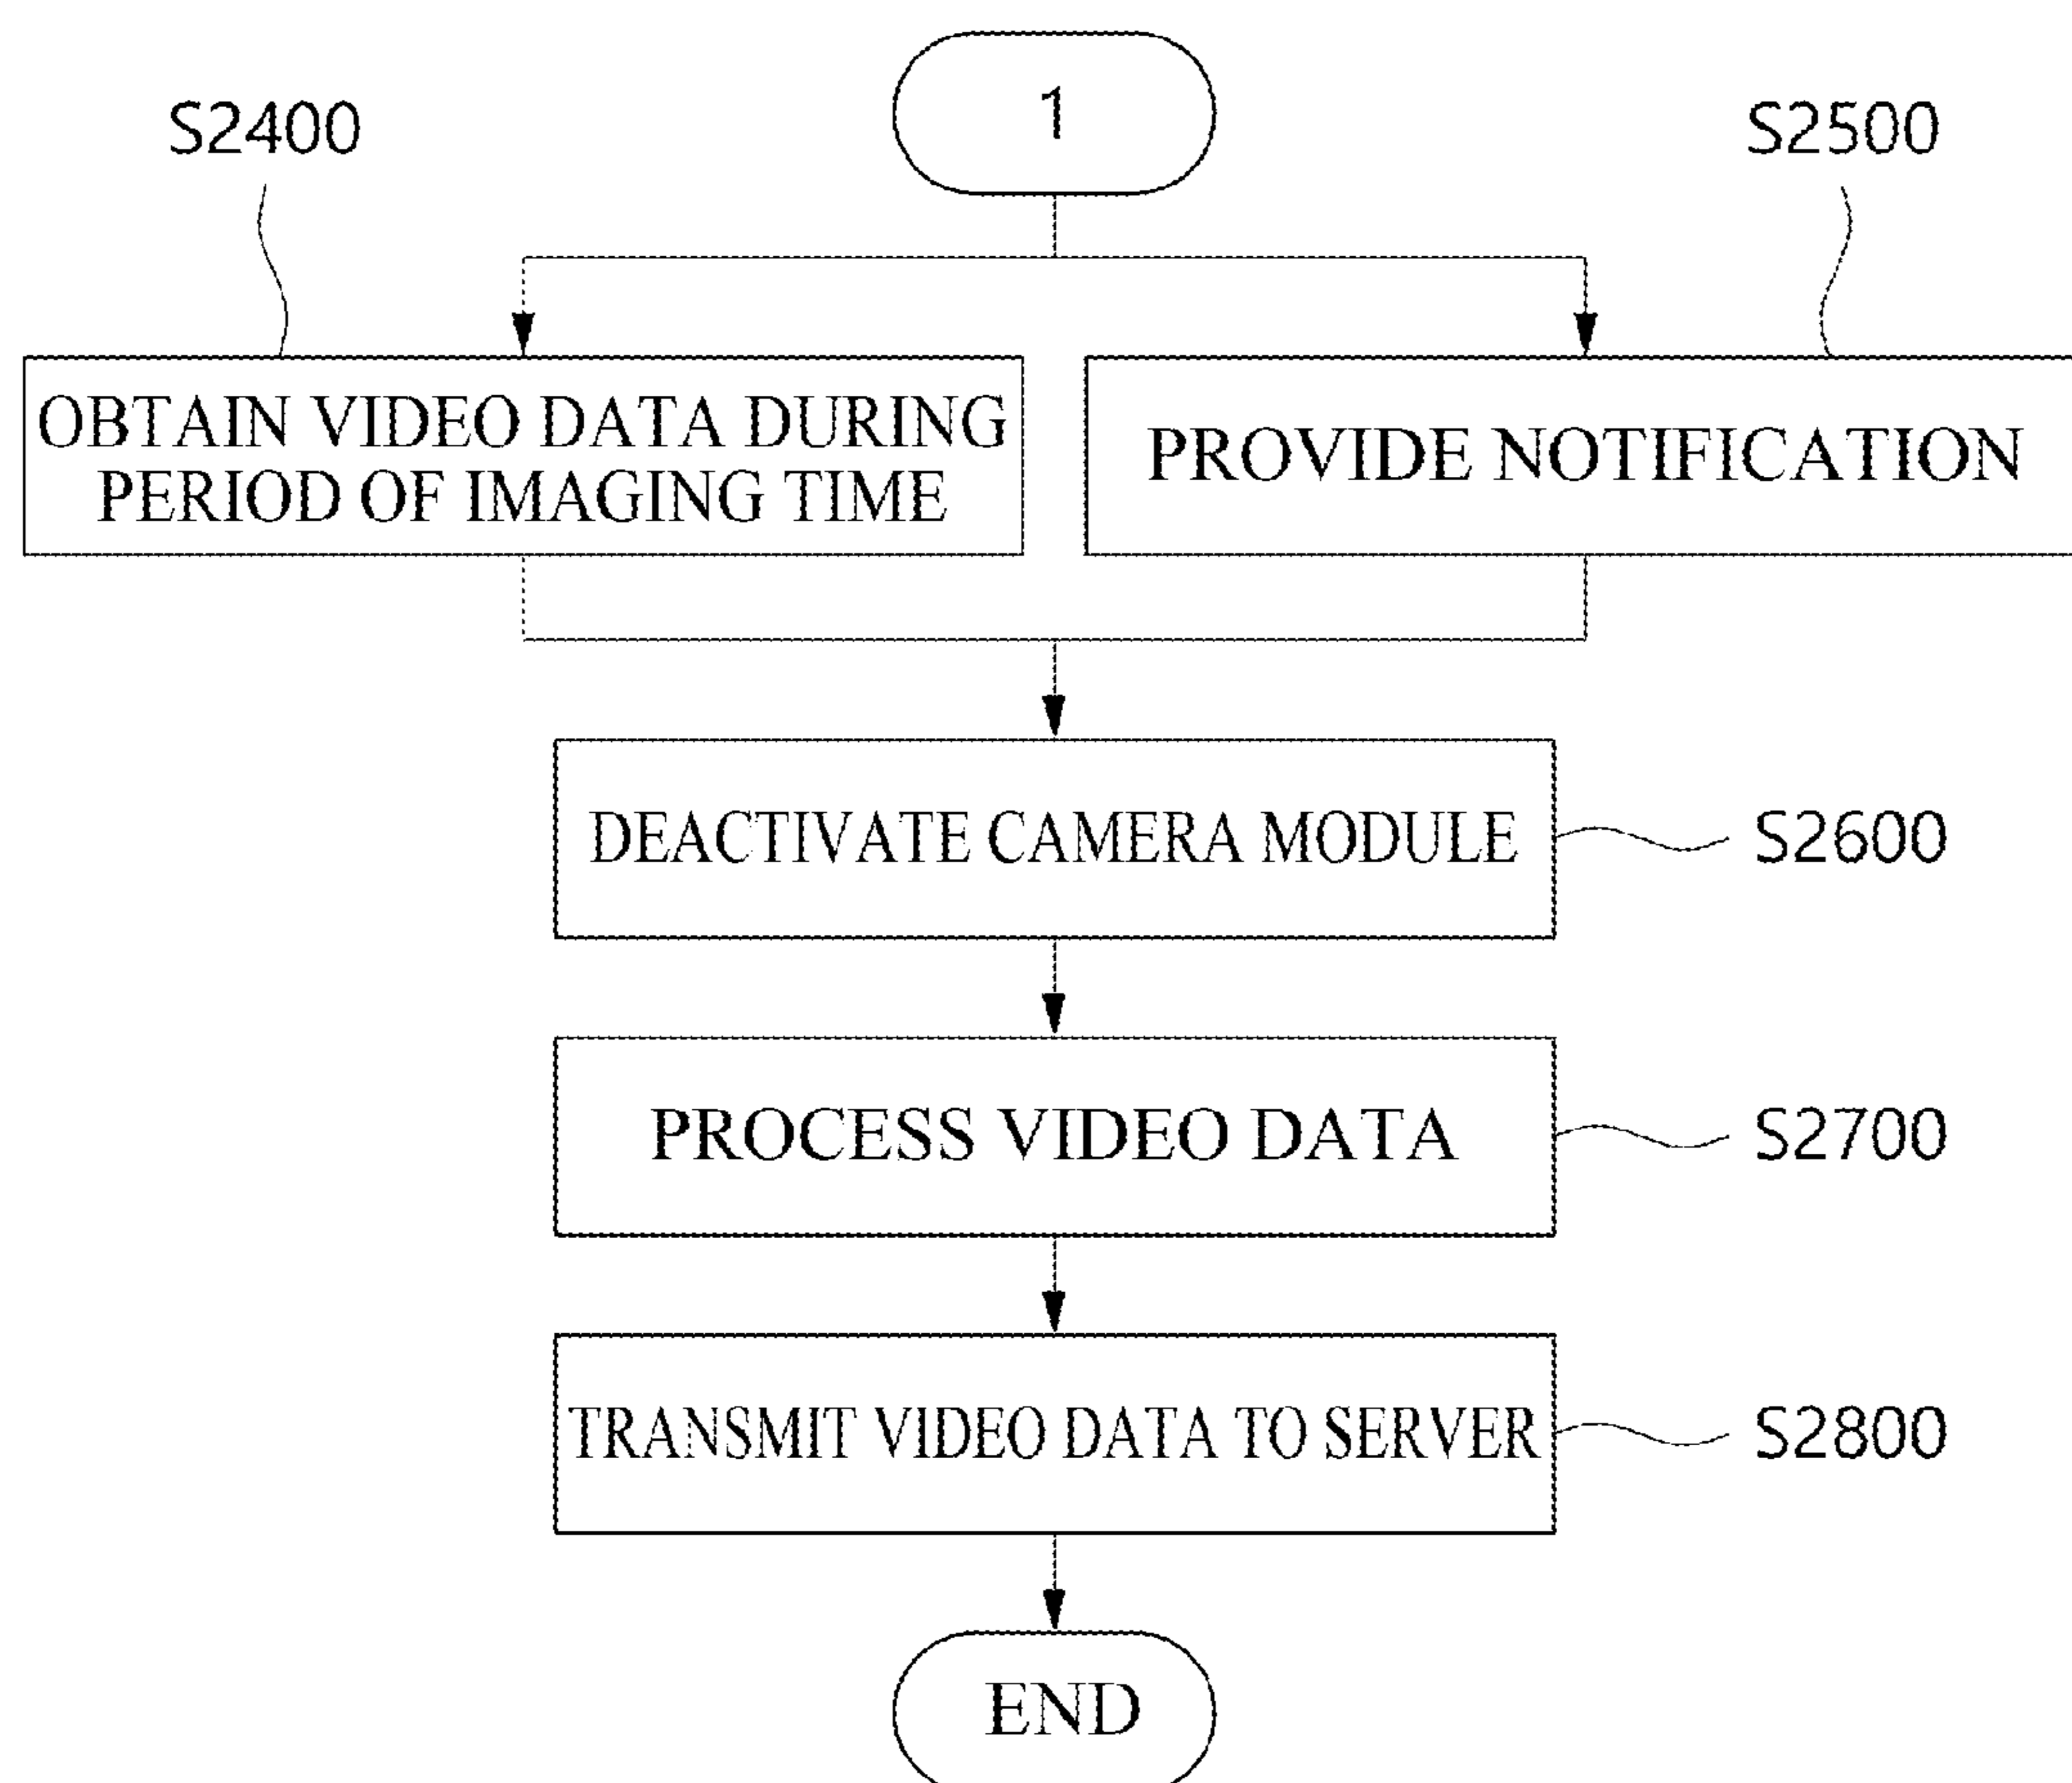 1
S2400
S2500
OBTAIN VIDEO DATA DURING
PERIOD OF IMAGING TIME
PROVIDE NOTIFICATION
DEACTIVATE CAMERA MODULE
S2600
PROCESS VIDEO DATA
S2700
TRANSMIT VIDEO DATA TO SERVER
S2800
END